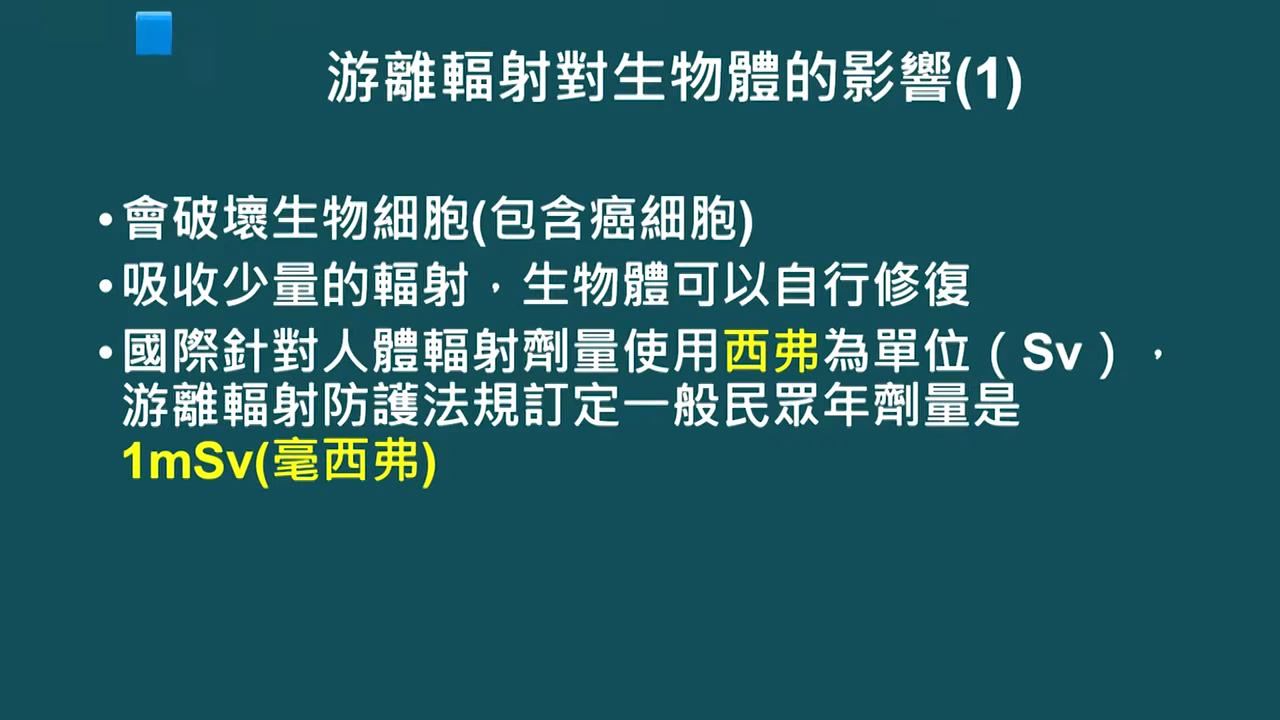 游離輻射對生物體的影響(1)
•會破壞生物細胞(包含癌細胞)
•吸收少量的輻射，生物體可以自行修復
•國際針對人體輻射劑量使用西弗為單位（Sv），
游離輻射防護法規訂定一般民眾年劑量是
1mSv(毫西弗)